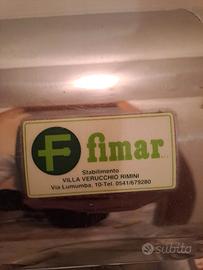 F fimar
Stabilimento
VILLA VERUCCHIO RIMINI
Via Lumumba, 10-Tel. 0541/679280
subito